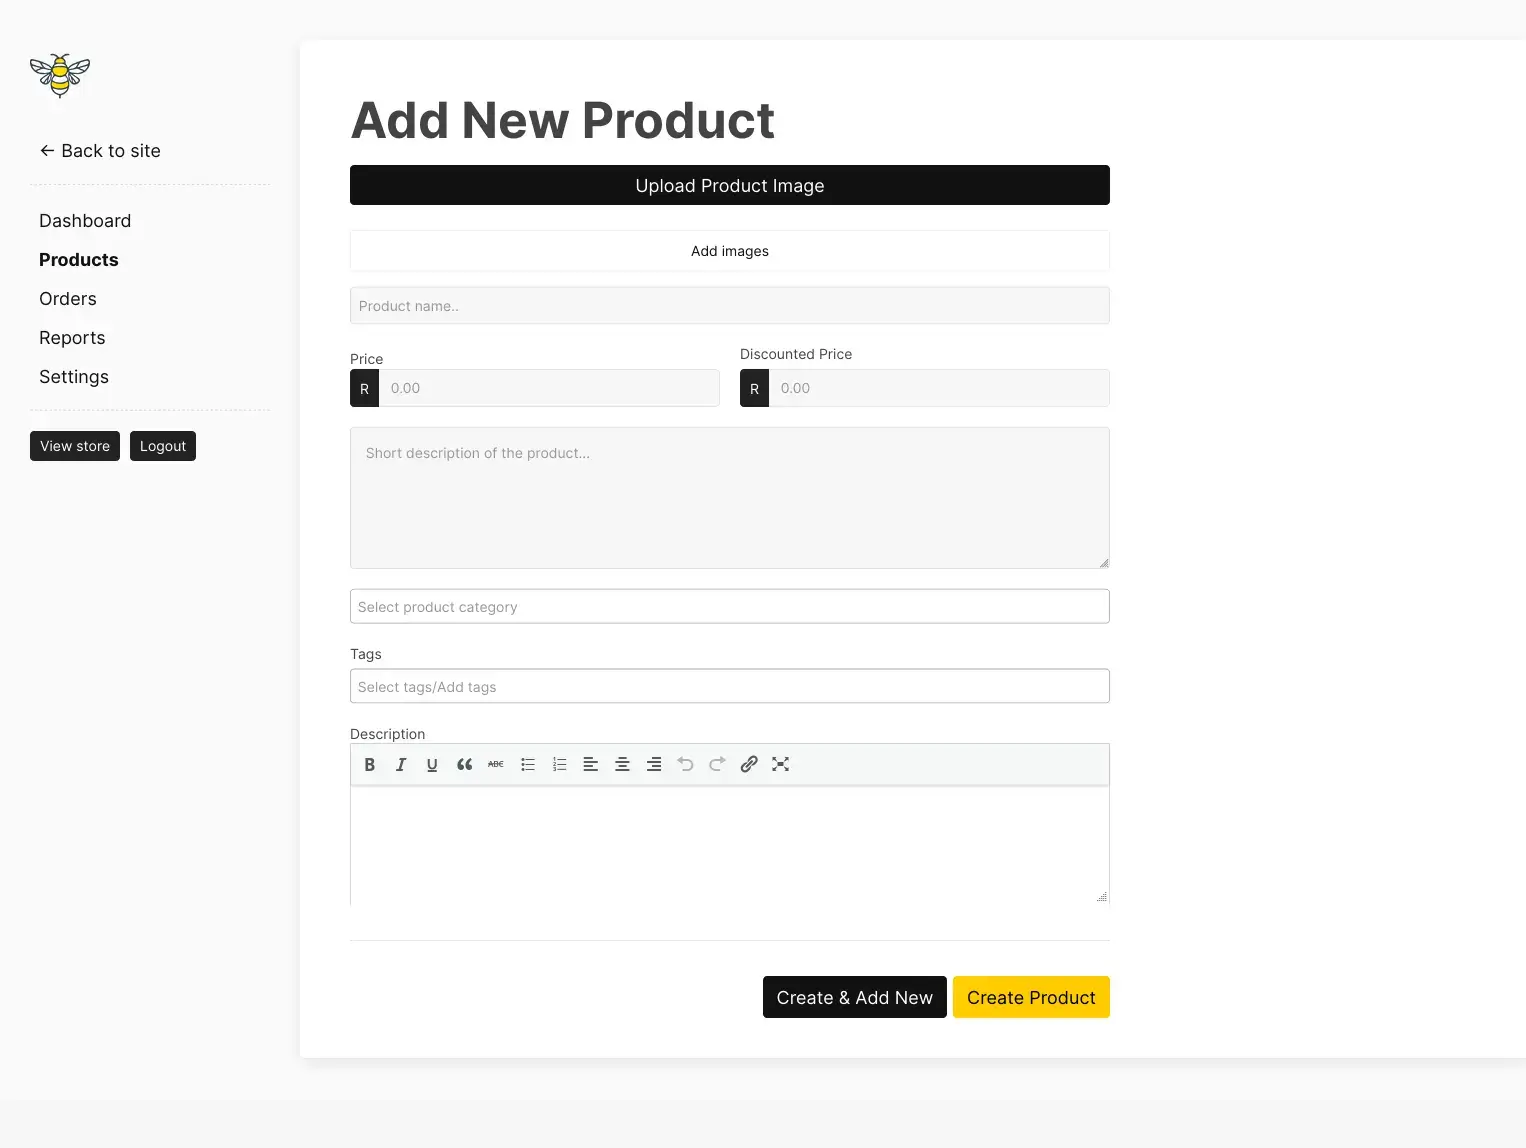 ← Back to site
Dashboard
Products
Orders
Reports
Settings
View store
Logout
Add New Product
Upload Product Image
Add images
Product name..
Price
Discounted Price
R
0.00
R
0.00
Short description of the product...
Select product category
Tags
Select tags/Add tags
Description
B I U “ ABC
Create & Add New
Create Product